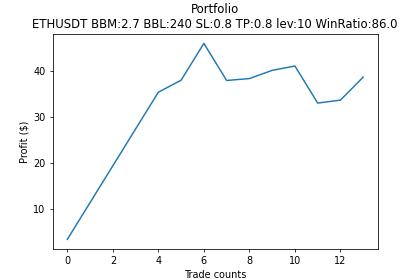 Portfolio
ETHUSDT BBM:2.7 BBL:240 SL:0.8 TP:0.8 lev:10 WinRatio:86.0
40
30
20
10
Profit ($)
0 2 4 6 8 10 12
Trade counts